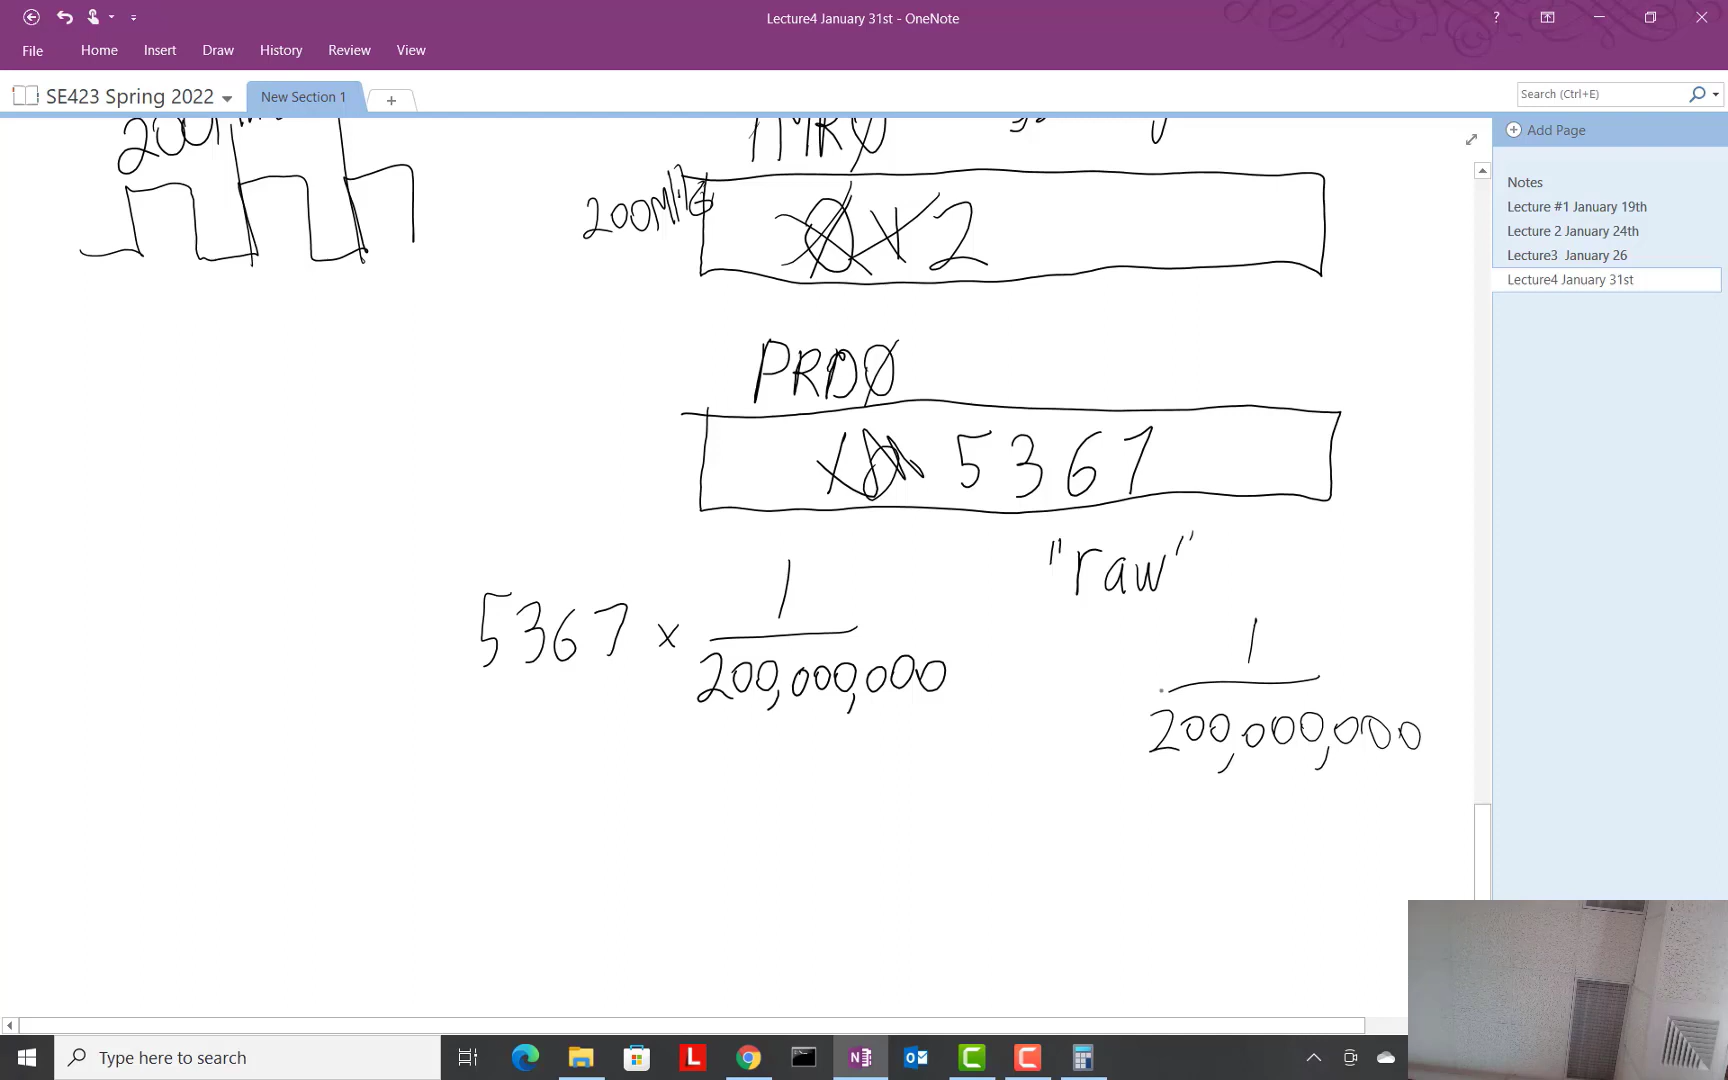 Lecture4 January 31st - OneNote
?
File Home Insert Draw History Review View
SE423 Spring 2022
New Section 1
+
Search (Ctrl+E)
Add Page
Notes
Lecture #1 January 19th
Lecture 2 January 24th
Lecture3 January 26
Lecture4 January 31st
200MHz
2
PRD0
5367
"raw"
5367 × 1
200,000,000
1
200,000,000
Type here to search